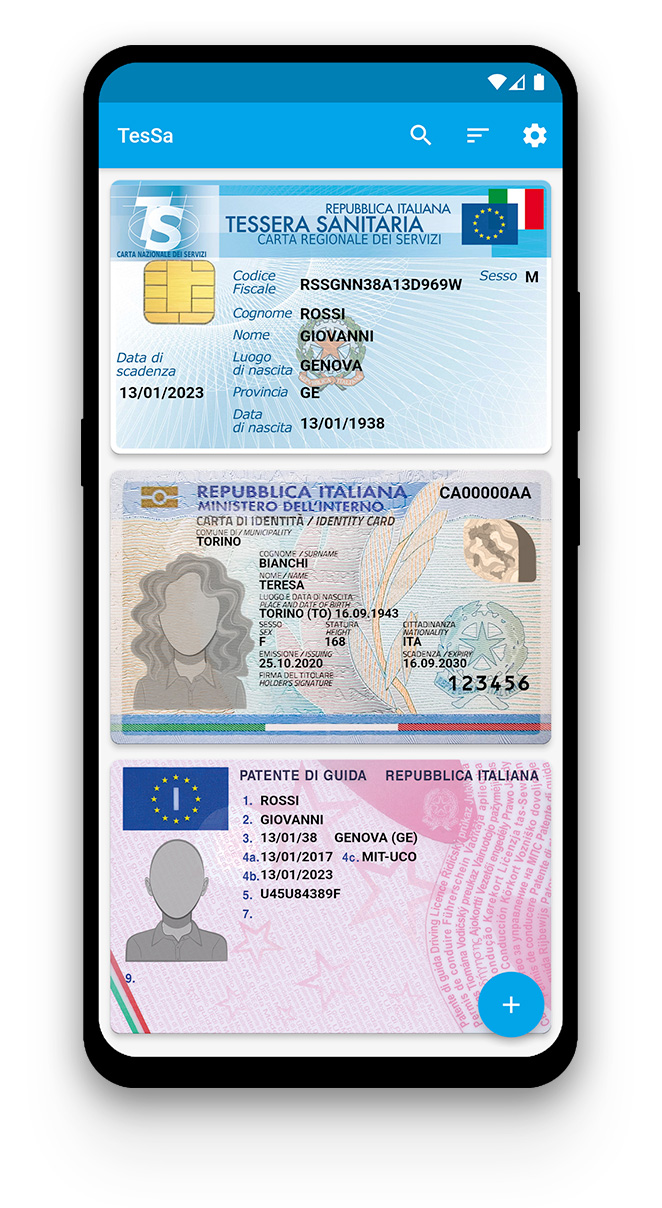 TesSa
TS
CARTA NAZIONALE DEI SERVIZI
REPUBBLICA ITALIANA
TESSERA SANITARIA
CARTA REGIONALE DEI SERVIZI
Codice Fiscale RSSGNN38A13D969W Sesso M
Cognome ROSSI
Nome GIOVANNI
Luogo di nascita GENOVA
Provincia GE
Data di nascita 13/01/1938
Data di scadenza
13/01/2023
REPUBBLICA ITALIANA CA00000AA
MINISTERO DELL'INTERNO
CARTA DI IDENTITÀ / IDENTITY CARD
COMUNE DI / MUNICIPALITY
TORINO
COGNOME / SURNAME
BIANCHI
NOME / NAME
TERESA
LUOGO E DATA DI NASCITA
PLACE AND DATE OF BIRTH
TORINO (TO) 16.09.1943
SESSO STATURA CITTADINANZA
SEX HEIGHT NATIONALITY
F 168 ITA
EMISSIONE / ISSUING SCADENZA / EXPIRY
25.10.2020 16.09.2030
FIRMA DEL TITOLARE
HOLDER'S SIGNATURE
123456
PATENTE DI GUIDA REPUBBLICA ITALIANA
I
1. ROSSI
2. GIOVANNI
3. 13/01/38 GENOVA (GE)
4a. 13/01/2017 4c. MIT-UCO
4b. 13/01/2023
5. U45U84389F
7.
9.